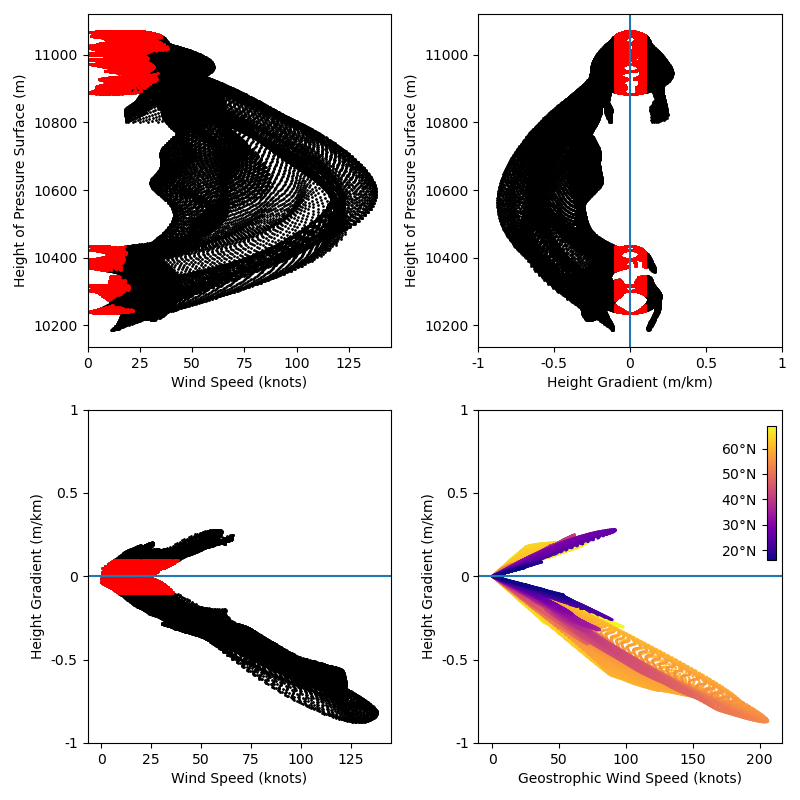 11000
10800
10600
10400
10200
Height of Pressure Surface (m)
0 25 50 75 100 125
Wind Speed (knots)
11000
10800
10600
10400
10200
Height of Pressure Surface (m)
-1 -0.5 0 0.5 1
Height Gradient (m/km)
1
0.5
0
-0.5
-1
Height Gradient (m/km)
0 25 50 75 100 125
Wind Speed (knots)
1
0.5
0
-0.5
-1
Height Gradient (m/km)
60°N
50°N
40°N
30°N
20°N
0 50 100 150 200
Geostrophic Wind Speed (knots)